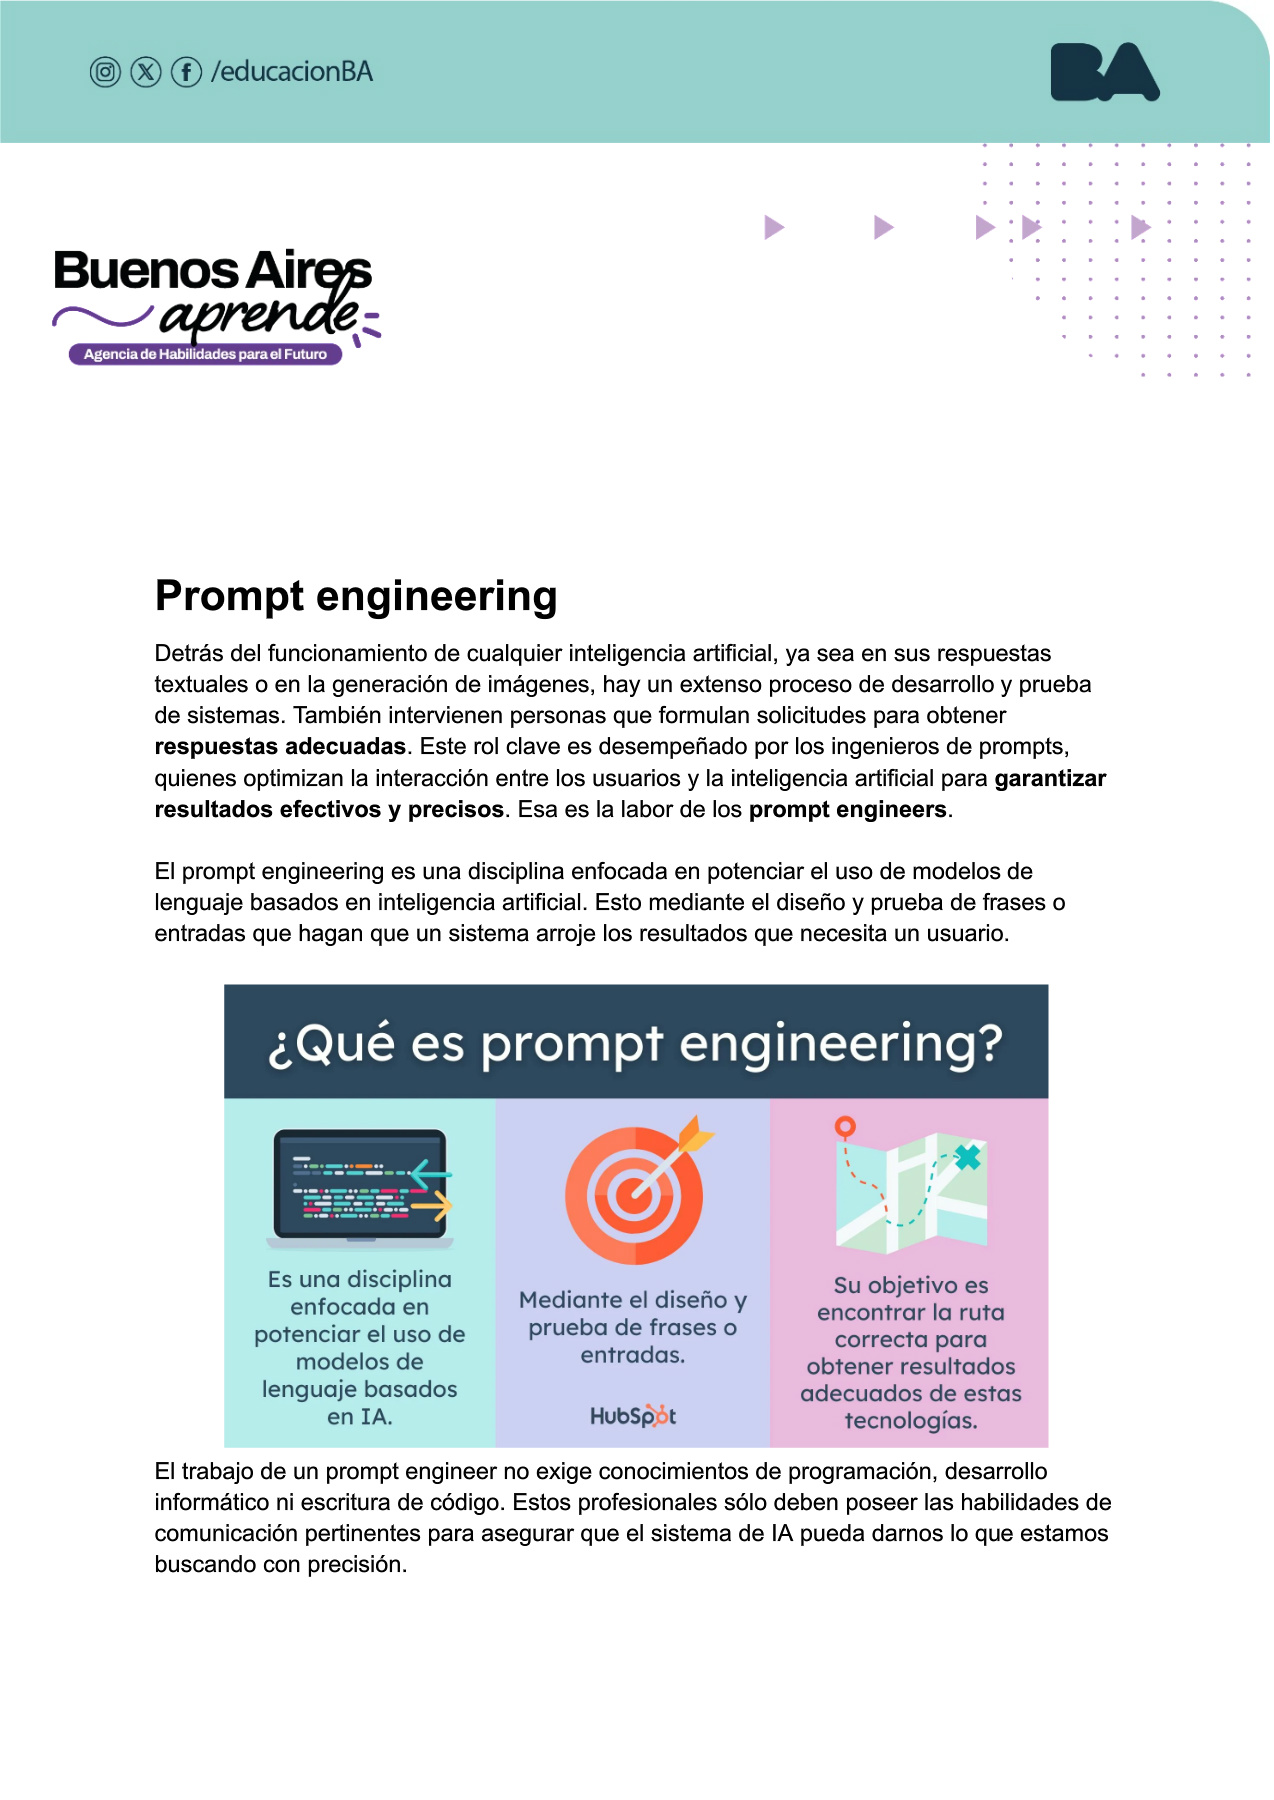 /educacionBA
BA
Buenos Aires
aprende
Agencia de Habilidades para el Futuro
Prompt engineering
Detrás del funcionamiento de cualquier inteligencia artificial, ya sea en sus respuestas
textuales o en la generación de imágenes, hay un extenso proceso de desarrollo y prueba
de sistemas. También intervienen personas que formulan solicitudes para obtener
respuestas adecuadas. Este rol clave es desempeñado por los ingenieros de prompts,
quienes optimizan la interacción entre los usuarios y la inteligencia artificial para garantizar
resultados efectivos y precisos. Esa es la labor de los prompt engineers.
El prompt engineering es una disciplina enfocada en potenciar el uso de modelos de
lenguaje basados en inteligencia artificial. Esto mediante el diseño y prueba de frases o
entradas que hagan que un sistema arroje los resultados que necesita un usuario.
¿Qué es prompt engineering?
Es una disciplina
enfocada en
potenciar el uso de
modelos de
lenguaje basados
en IA.
Mediante el diseño y
prueba de frases o
entradas.
HubSpot
Su objetivo es
encontrar la ruta
correcta para
obtener resultados
adecuados de estas
tecnologías.
El trabajo de un prompt engineer no exige conocimientos de programación, desarrollo
informático ni escritura de código. Estos profesionales sólo deben poseer las habilidades de
comunicación pertinentes para asegurar que el sistema de IA pueda darnos lo que estamos
buscando con precisión.